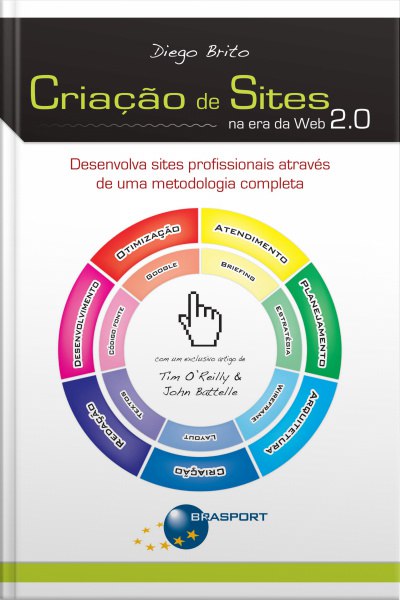 Diego Brito
Criação de Sites
na era da Web 2.0
Desenvolva sites profissionais através
de uma metodologia completa
ATENDIMENTO
PLANEJAMENTO
ARQUITETURA
CRIAÇÃO
REDAÇÃO
DESENVOLVIMENTO
OTIMIZAÇÃO
BRIEFING
ESTRATÉGIA
WIREFRAME
LAYOUT
TEXTOS
CÓDIGO FONTE
GOOGLE
com um exclusivo artigo de
Tim O'Reilly &
John Battelle
BRASPORT